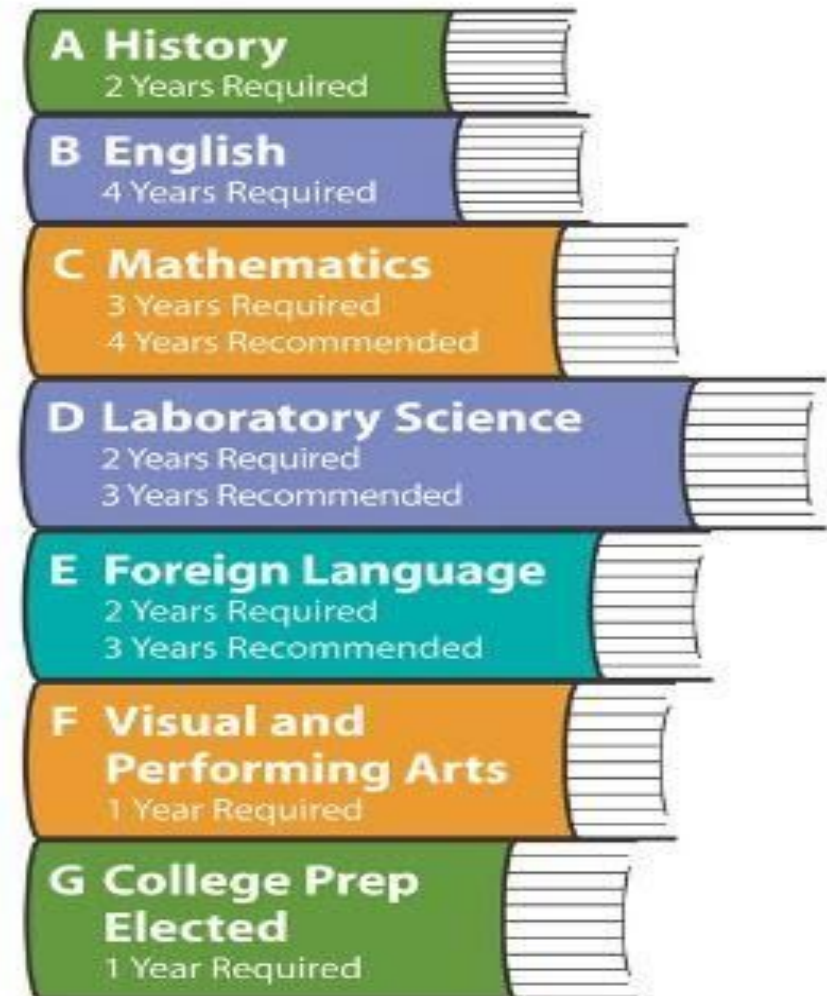 A History
2 Years Required
B English
4 Years Required
C Mathematics
3 Years Required
4 Years Recommended
D Laboratory Science
2 Years Required
3 Years Recommended
E Foreign Language
2 Years Required
3 Years Recommended
F Visual and
Performing Arts
1 Year Required
G College Prep
Elected
1 Year Required